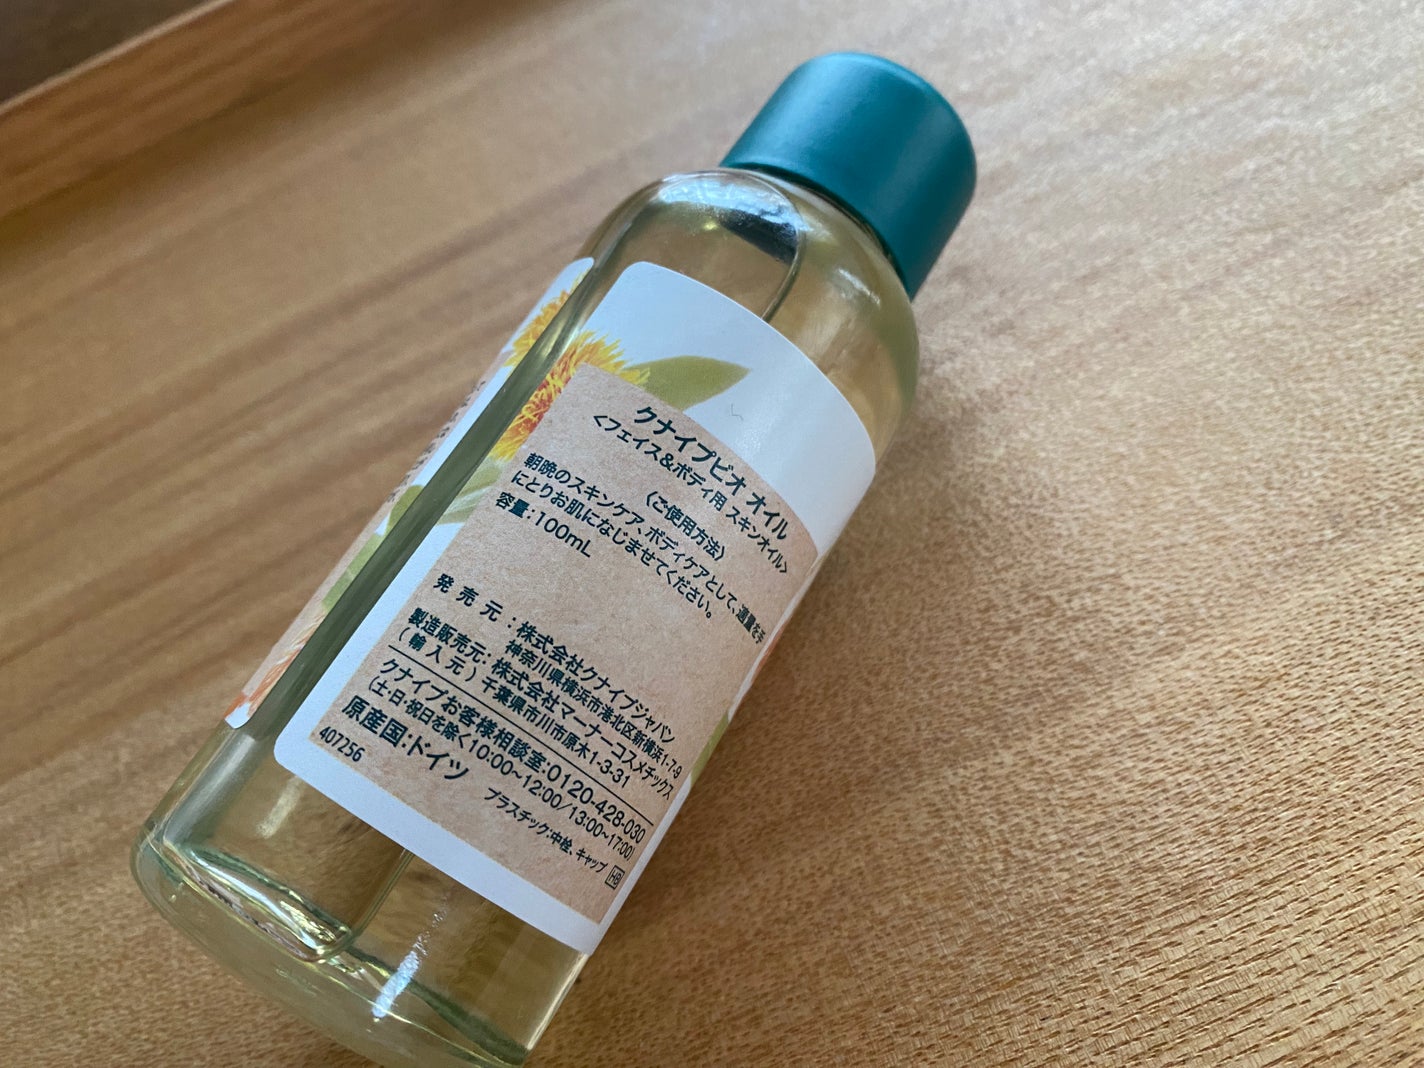 クナイプビオ オイル
<フェイス&ボディ用 スキンオイル>
〈ご使用方法〉
朝晩のスキンケア、ボディケアとして、適量を手
にとりお肌になじませてください。
容量:100mL
発売元:株式会社クナイプジャパン
神奈川県横浜市港北区新横浜1-7-9
製造販売元:株式会社マーナーコスメチックス
(輸入元)千葉県市川市原木1-3-31
クナイプお客様相談室:0120-428-030
(土・日・祝日を除く10:00~12:00/13:00~17:00)
原産国:ドイツ
407256
プラスチック:中栓、キャップ HB